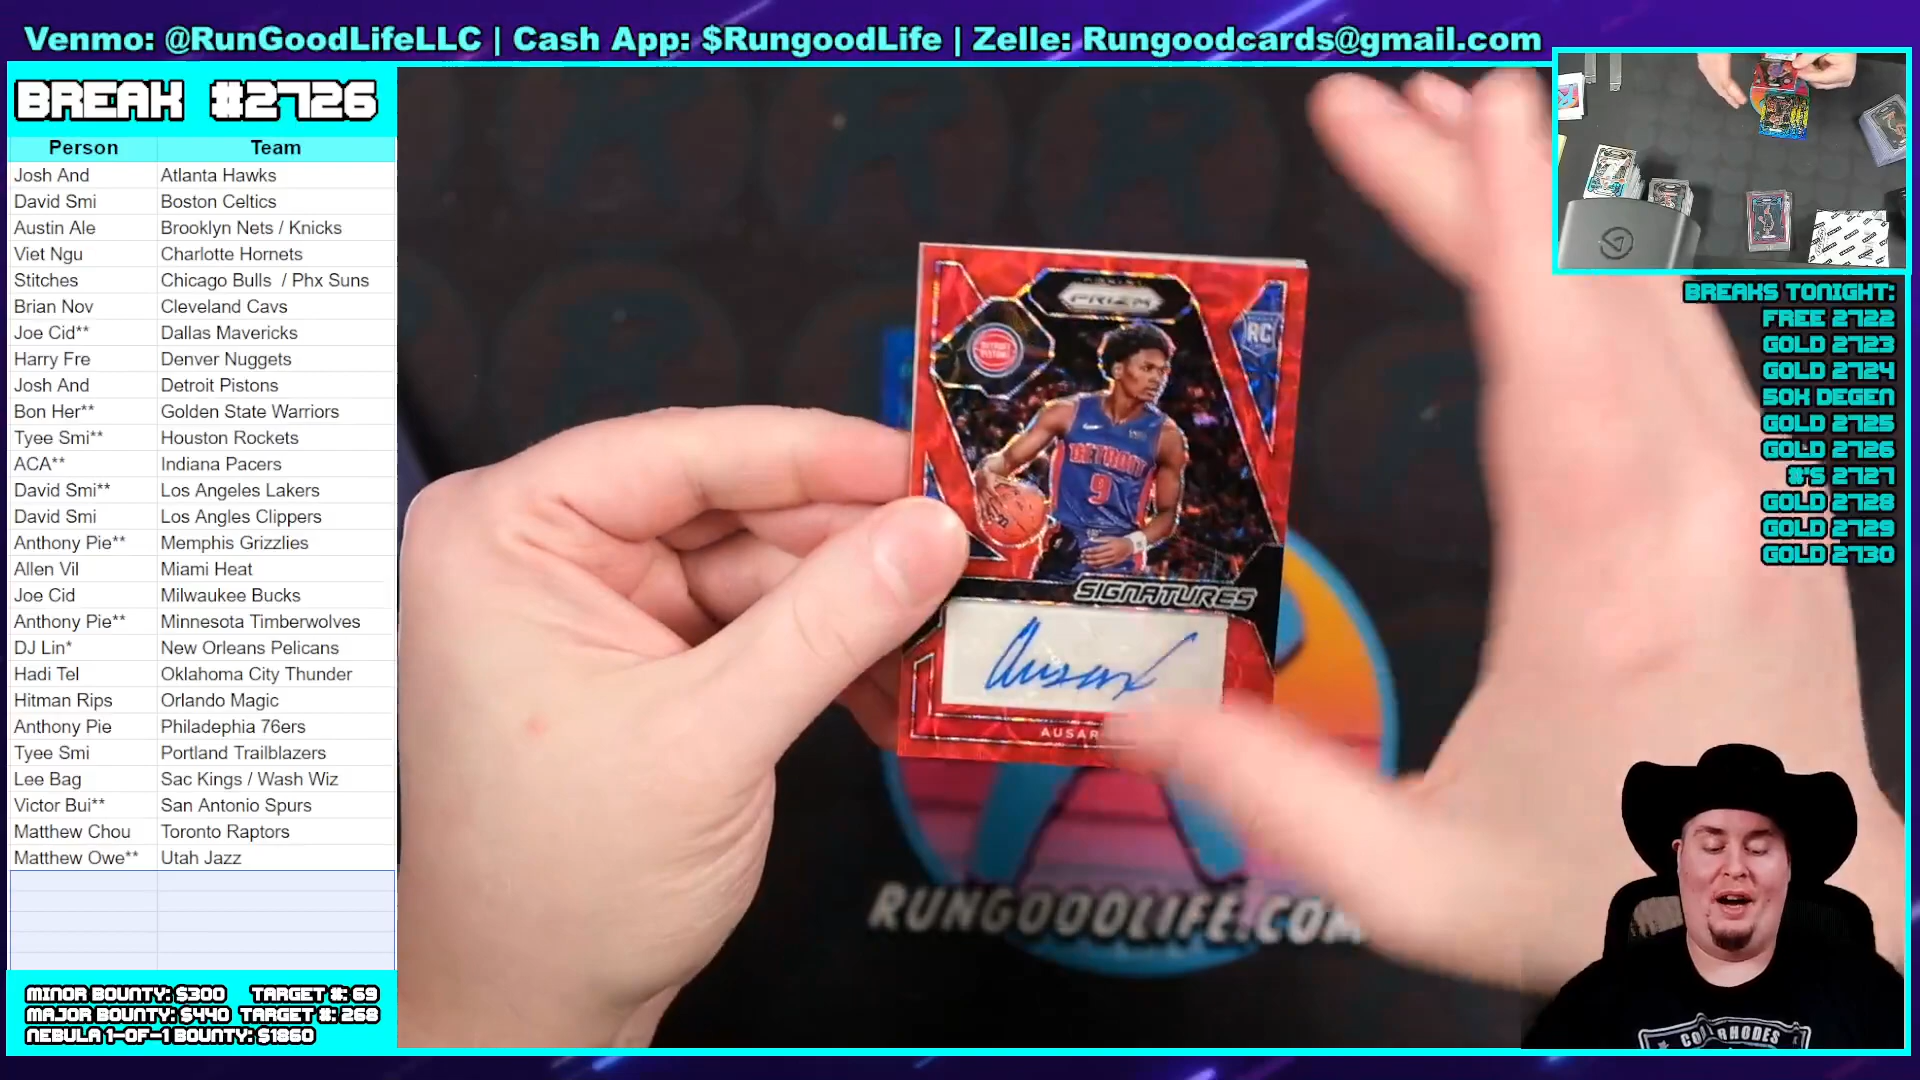 Venmo: @RunGoodLifeLLC | Cash App: $RungoodLife | Zelle: Rungoodcards@gmail.com
BREAK #2726
Person Team
Josh And Atlanta Hawks
David Smi Boston Celtics
Austin Ale Brooklyn Nets / Knicks
Viet Ngu Charlotte Hornets
Stitches Chicago Bulls / Phx Suns
Brian Nov Cleveland Cavs
Joe Cid** Dallas Mavericks
Harry Fre Denver Nuggets
Josh And Detroit Pistons
Bon Her** Golden State Warriors
Tyee Smi** Houston Rockets
ACA** Indiana Pacers
David Smi** Los Angeles Lakers
David Smi Los Angles Clippers
Anthony Pie** Memphis Grizzlies
Allen Vil Miami Heat
Joe Cid Milwaukee Bucks
Anthony Pie** Minnesota Timberwolves
DJ Lin* New Orleans Pelicans
Hadi Tel Oklahoma City Thunder
Hitman Rips Orlando Magic
Anthony Pie Philadephia 76ers
Tyee Smi Portland Trailblazers
Lee Bag Sac Kings / Wash Wiz
Victor Bui** San Antonio Spurs
Matthew Chou Toronto Raptors
Matthew Owe** Utah Jazz
MINOR BOUNTY: $300 TARGET #: 69
MAJOR BOUNTY: $440 TARGET #: 268
NEBULA 1-OF-1 BOUNTY: $1860
PANINI
PRIZM
RC
DETROIT
PISTONS
DETROIT
9
SIGNATURES
Ausar
AUSAR
RUNGOODLIFE.COM
BREAKS TONIGHT:
FREE 2722
GOLD 2723
GOLD 2724
50K DEGEN
GOLD 2725
GOLD 2726
#'S 2727
GOLD 2728
GOLD 2729
GOLD 2730
RHODES